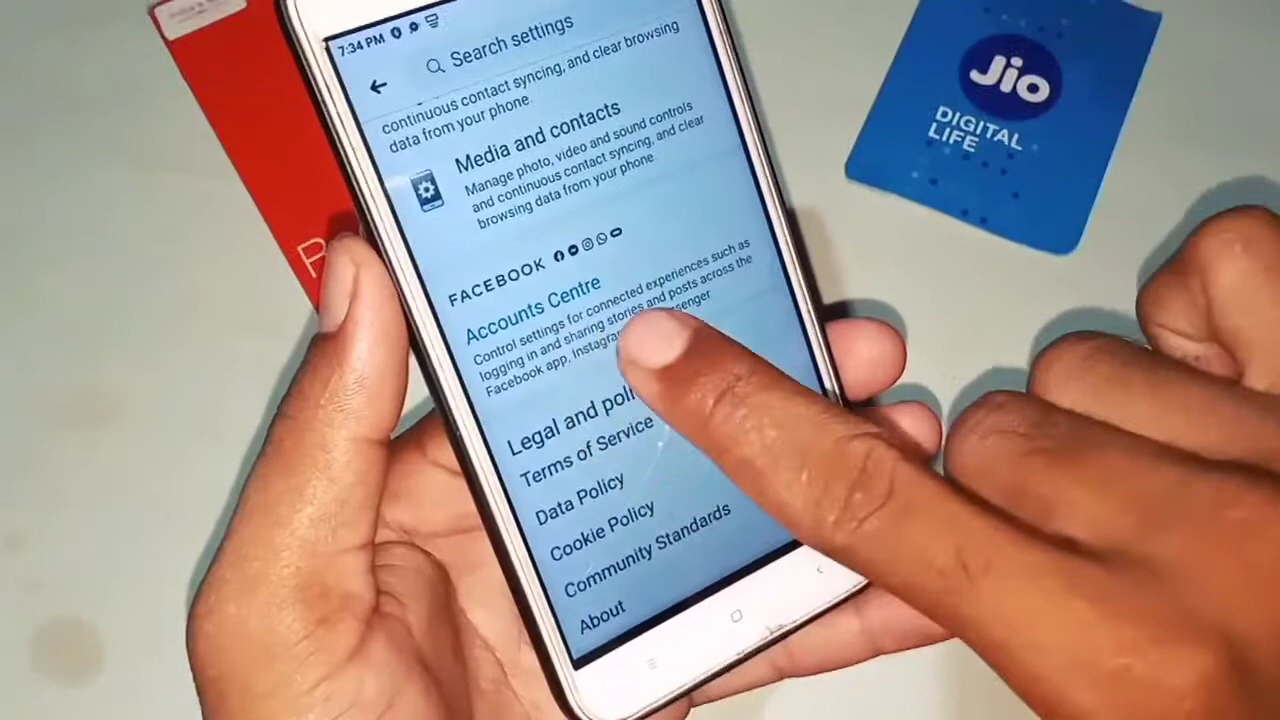 7:34 PM
Search settings
continuous contact syncing, and clear browsing
data from your phone.
Media and contacts
Manage photo, video and sound controls
and continuous contact syncing, and clear
browsing data from your phone.
FACEBOOK
Accounts Centre
Control settings for connected experiences such as
logging in and sharing stories and posts across the
Facebook app,
Legal and
Terms of Service
Data Policy
Cookie Policy
Community Standards
About
Jio
DIGITAL
LIFE